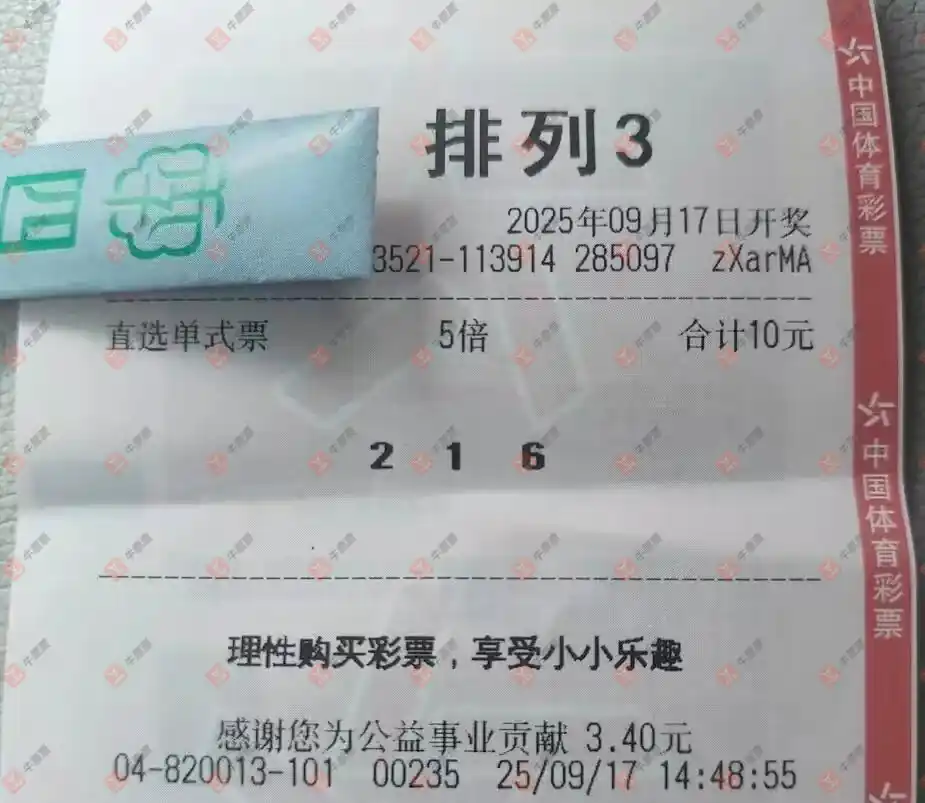 排列3
2025年09月17日开奖
3521-113914 285097 zXarMA
直选单式票 5倍 合计10元
2 1 6
理性购买彩票，享受小小乐趣
感谢您为公益事业贡献 3.40元
04-820013-101 00235 25/09/17 14:48:55
中国体育彩票
中国体育彩票